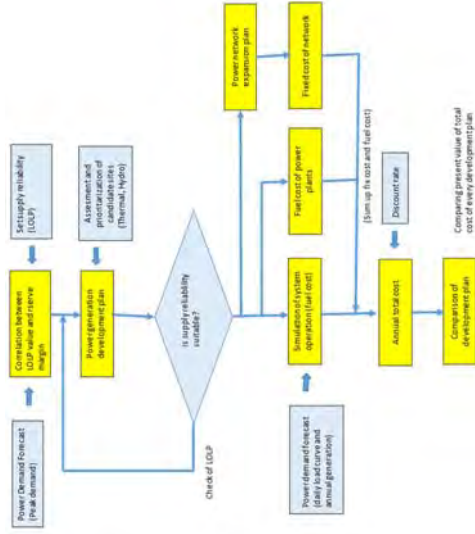 Set supply reliability
(LOLP)
Power Demand Forecast
(Peak demand)
Correlation between
LOLP value and rserve
margin
Assesment and
prioritarization of
candidate sites
(Thermal, Hydro)
Power generation
development plan
Is supply reliability
suitable?
Check of LOLP
Power network
expansion plan
Fixed cost of network
Fuel cost of power
plants
Simulation of system
operation (fuel cost)
Power demand forecast
(daily load curve and
annual generation)
(Sum up fix cost and fuel cost)
Discount rate
Annual total cost
Comparison of
development plan
Comparing present value of total
cost of every development plan